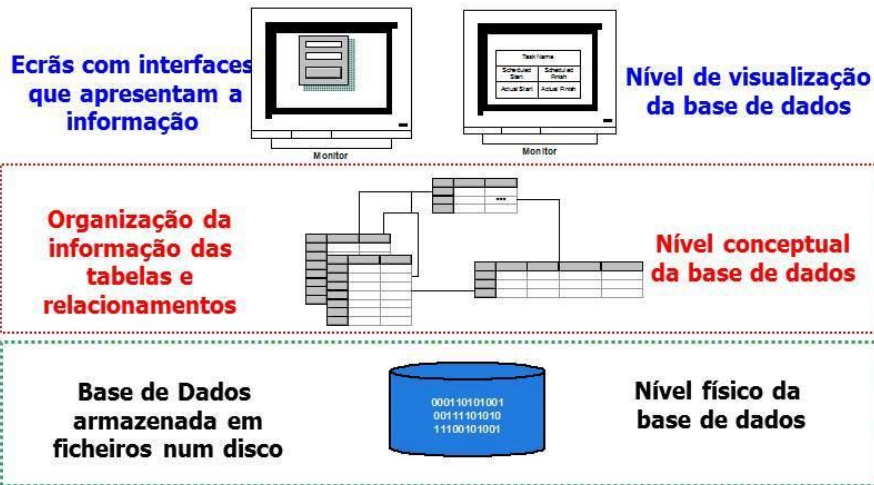 Ecrãs com interfaces
que apresentam a
informação
Monitor
Task Name
Scheduled Start
Scheduled Finish
Actual Start
Actual Finish
Monitor
Nível de visualização
da base de dados
Organização da
informação das
tabelas e
relacionamentos
Nível conceptual
da base de dados
Base de Dados
armazenada em
ficheiros num disco
000110101001
00111101010
11100101001
Nível físico da
base de dados